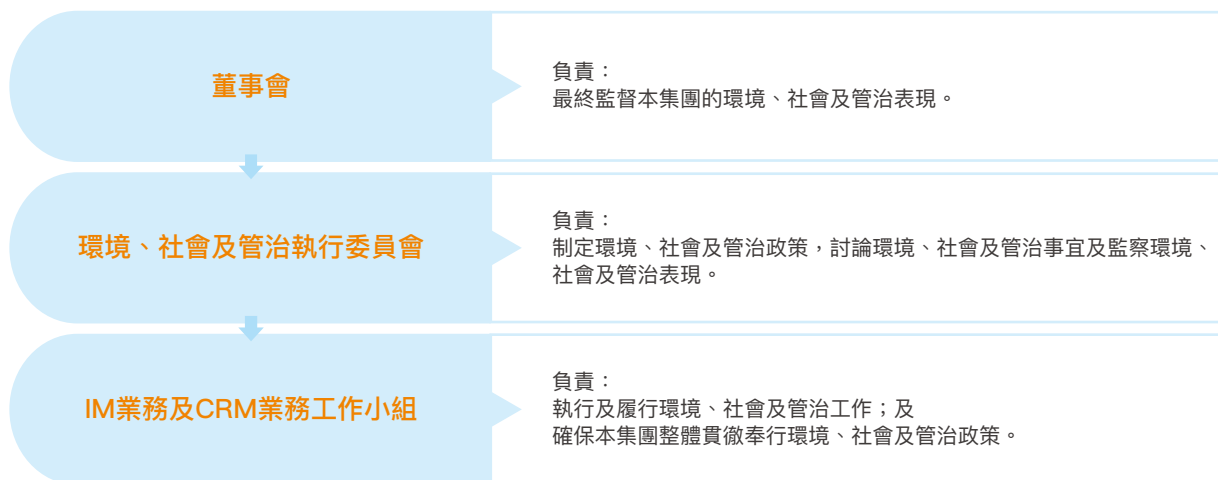 董事會
負責：
最終監督本集團的環境、社會及管治表現。
環境、社會及管治執行委員會
負責：
制定環境、社會及管治政策，討論環境、社會及管治事宜及監察環境、
社會及管治表現。
IM業務及CRM業務工作小組
負責：
執行及履行環境、社會及管治工作；及
確保本集團整體貫徹奉行環境、社會及管治政策。